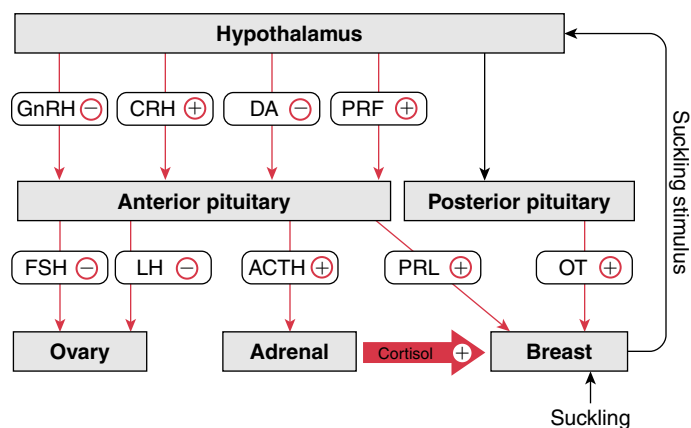 Hypothalamus
GnRH −
CRH +
DA −
PRF +
Anterior pituitary
Posterior pituitary
FSH −
LH −
ACTH +
PRL +
OT +
Suckling stimulus
Ovary
Adrenal
Cortisol +
Breast
Suckling